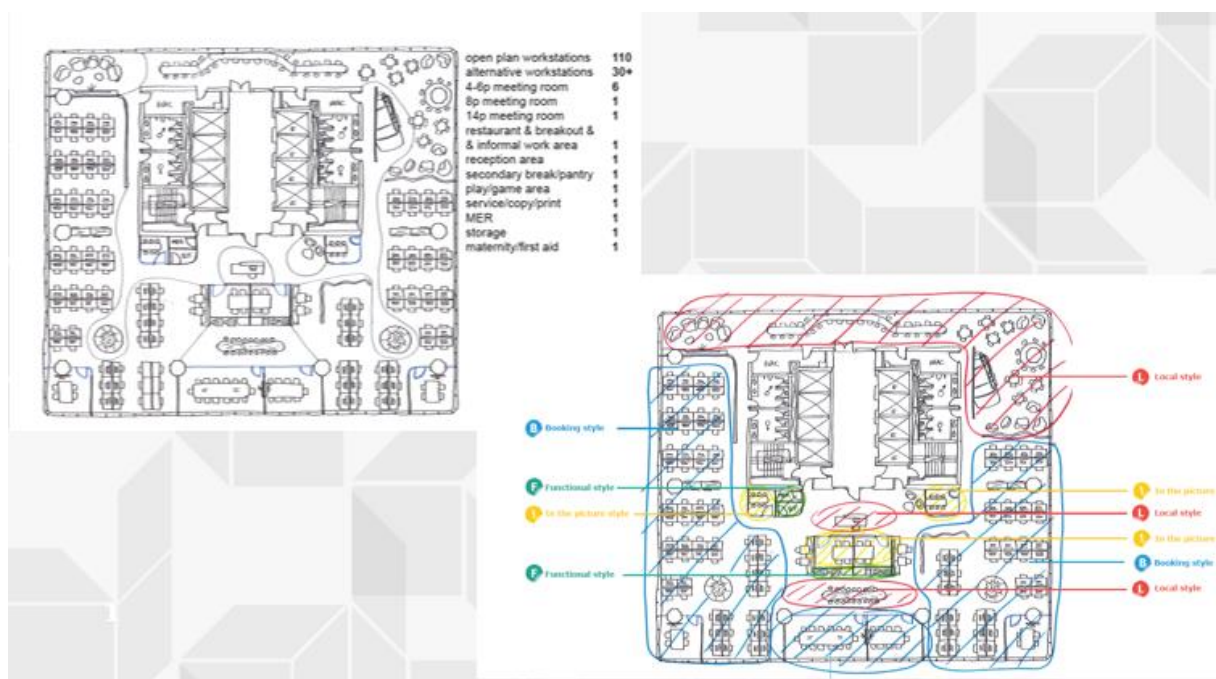 open plan workstations 110
alternative workstations 30+
4-6p meeting room 6
8p meeting room 1
14p meeting room 1
restaurant & breakout &
& informal work area 1
reception area 1
secondary break/pantry 1
play/game area 1
service/copy/print 1
MER 1
storage 1
maternity/first aid 1
L Local style
B Booking style
F Functional style
I In the picture
I In the picture style
L Local style
I In the picture
F Functional style
B Booking style
L Local style